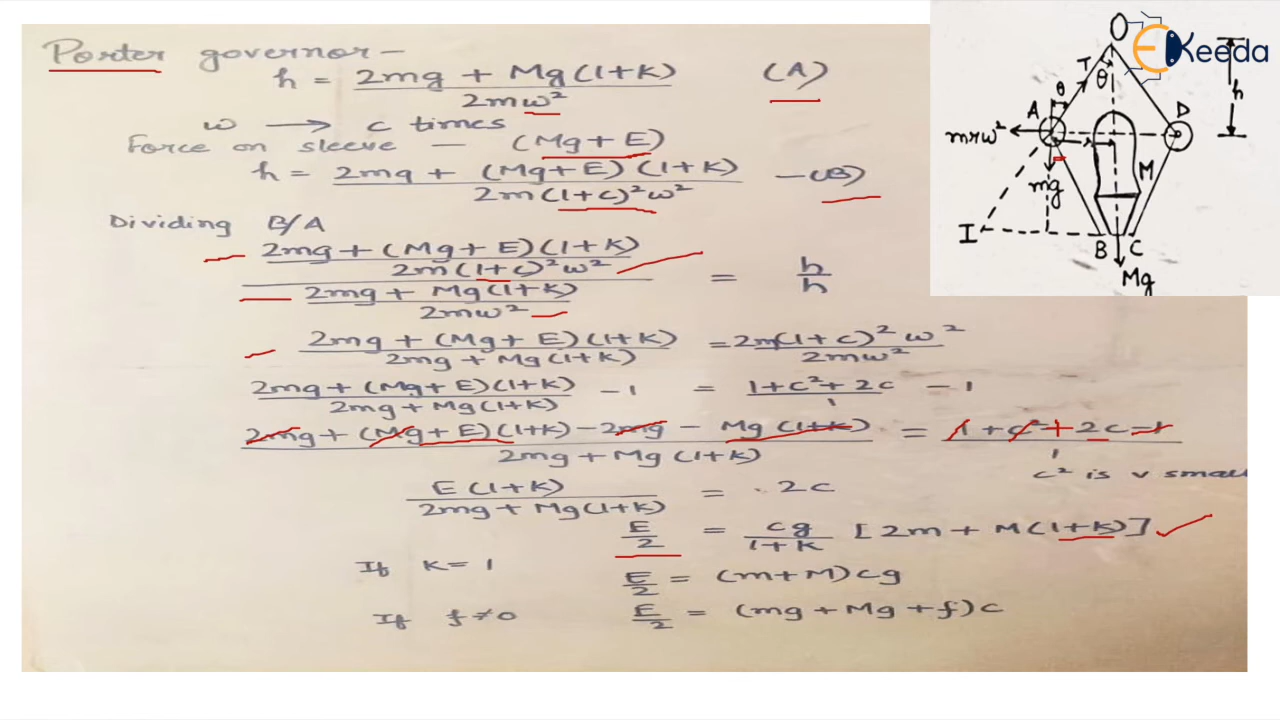 Porter governor –
h = (2mg + Mg(1+K)) / (2mω²) (A)
ω → c times
Force on sleeve – (Mg + E)
h = (2mg + (Mg+E)(1+K)) / (2m(1+c)²ω²) – (B)
Dividing B/A
((2mg + (Mg+E)(1+K)) / (2m(1+c)²ω²)) / ((2mg + Mg(1+K)) / (2mω²)) = h/h
(2mg + (Mg+E)(1+K)) / (2mg + Mg(1+K)) = (2m(1+c)²ω²) / (2mω²)
(2mg + (Mg+E)(1+K)) / (2mg + Mg(1+K)) – 1 = (1+c²+2c) / 1 – 1
(2mg + (Mg+E)(1+K) – 2mg – Mg(1+K)) / (2mg + Mg(1+K)) = (1+c²+2c–1) / 1
c² is v small
(E(1+K)) / (2mg + Mg(1+K)) = 2c
E/2 = cg/(1+K) [2m + M(1+K)]
If K = 1 E/2 = (m+M)cg
If f ≠ 0 E/2 = (mg + Mg + f)c
O
EKeeda
T
θ
θ
h
A
D
mrω²
mg
M
I
B C
Mg